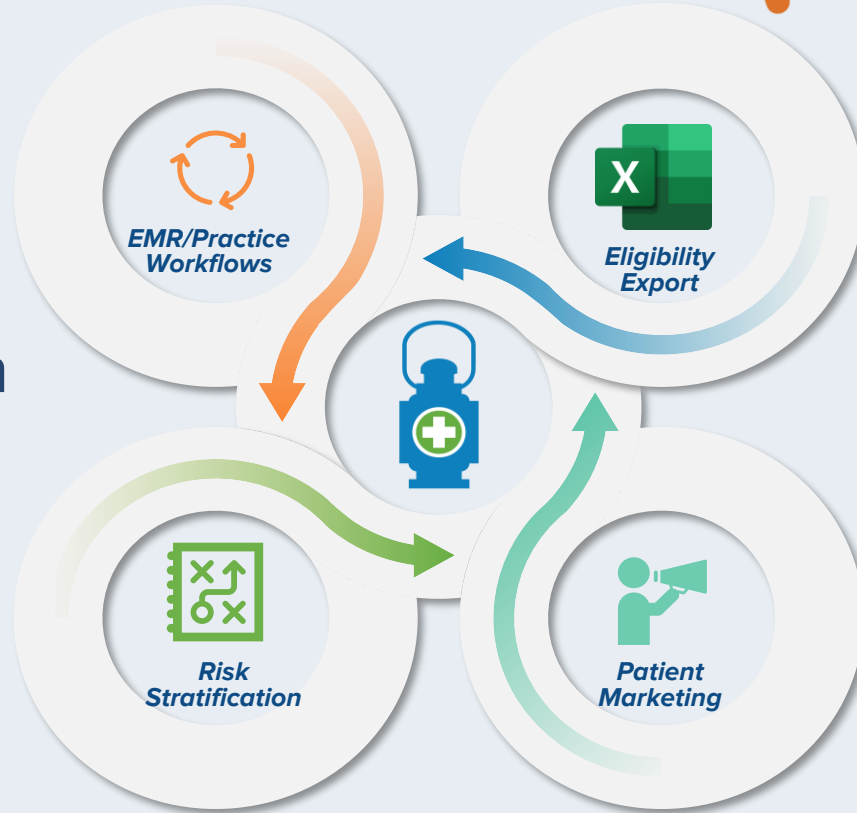 EMR/Practice
Workflows
X
Eligibility
Export
n
Risk
Stratification
Patient
Marketing